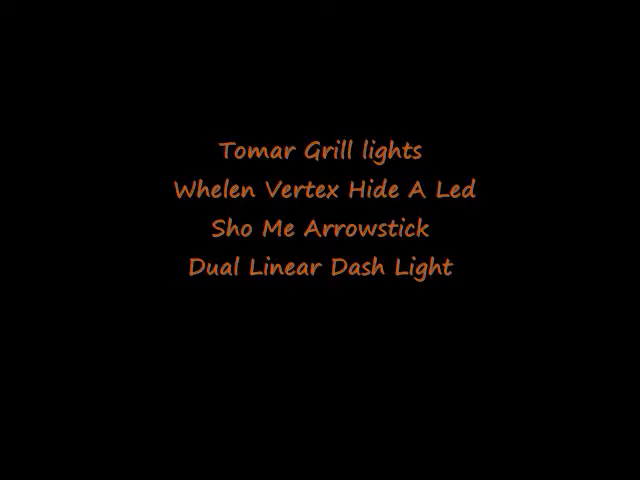 Tomar Grill lights
Whelen Vertex Hide A Led
Sho Me Arrowstick
Dual Linear Dash Light